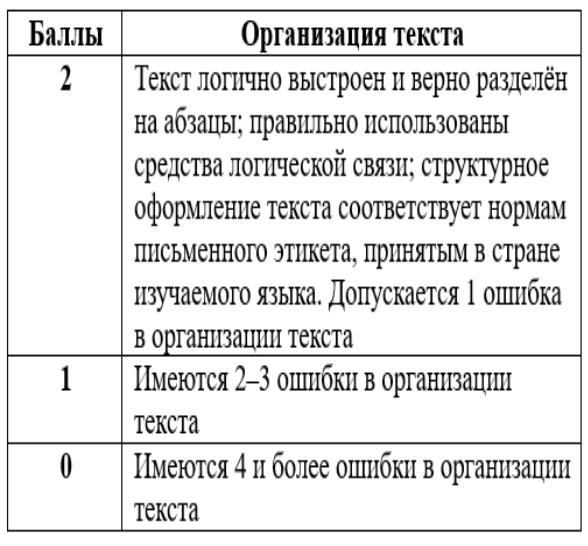 Баллы Организация текста
2 Текст логично выстроен и верно разделён
на абзацы; правильно использованы
средства логической связи; структурное
оформление текста соответствует нормам
письменного этикета, принятым в стране
изучаемого языка. Допускается 1 ошибка
в организации текста
1 Имеются 2–3 ошибки в организации
текста
0 Имеются 4 и более ошибки в организации
текста